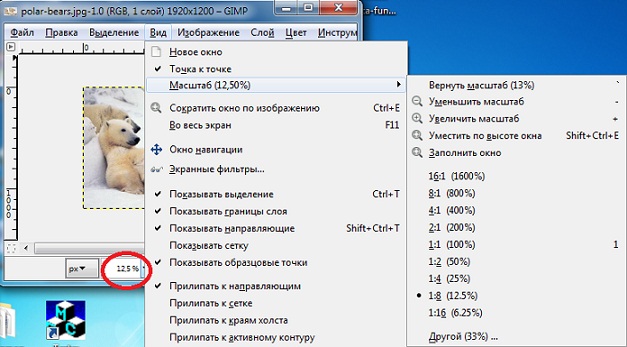 polar-bears.jpg-1.0 (RGB, 1 слой) 1920x1200 – GIMP
Файл Правка Выделение Вид Изображение Слой Цвет Инструм
Новое окно
✓ Точка к точке
Масштаб (12,50%)
Сократить окно по изображению Ctrl+E
Во весь экран F11
Окно навигации
Экранные фильтры...
✓ Показывать выделение Ctrl+T
✓ Показывать границы слоя
✓ Показывать направляющие Shift+Ctrl+T
Показывать сетку
✓ Показывать образцовые точки
✓ Прилипать к направляющим
Прилипать к сетке
Прилипать к краям холста
Прилипать к активному контуру
Вернуть масштаб (13%) `
Уменьшить масштаб -
Увеличить масштаб +
Уместить по высоте окна Shift+Ctrl+E
Заполнить окно
16:1 (1600%)
8:1 (800%)
4:1 (400%)
2:1 (200%)
1:1 (100%) 1
1:2 (50%)
1:4 (25%)
• 1:8 (12.5%)
1:16 (6.25%)
Другой (33%) ...
0
1000
px
12,5 %
M C